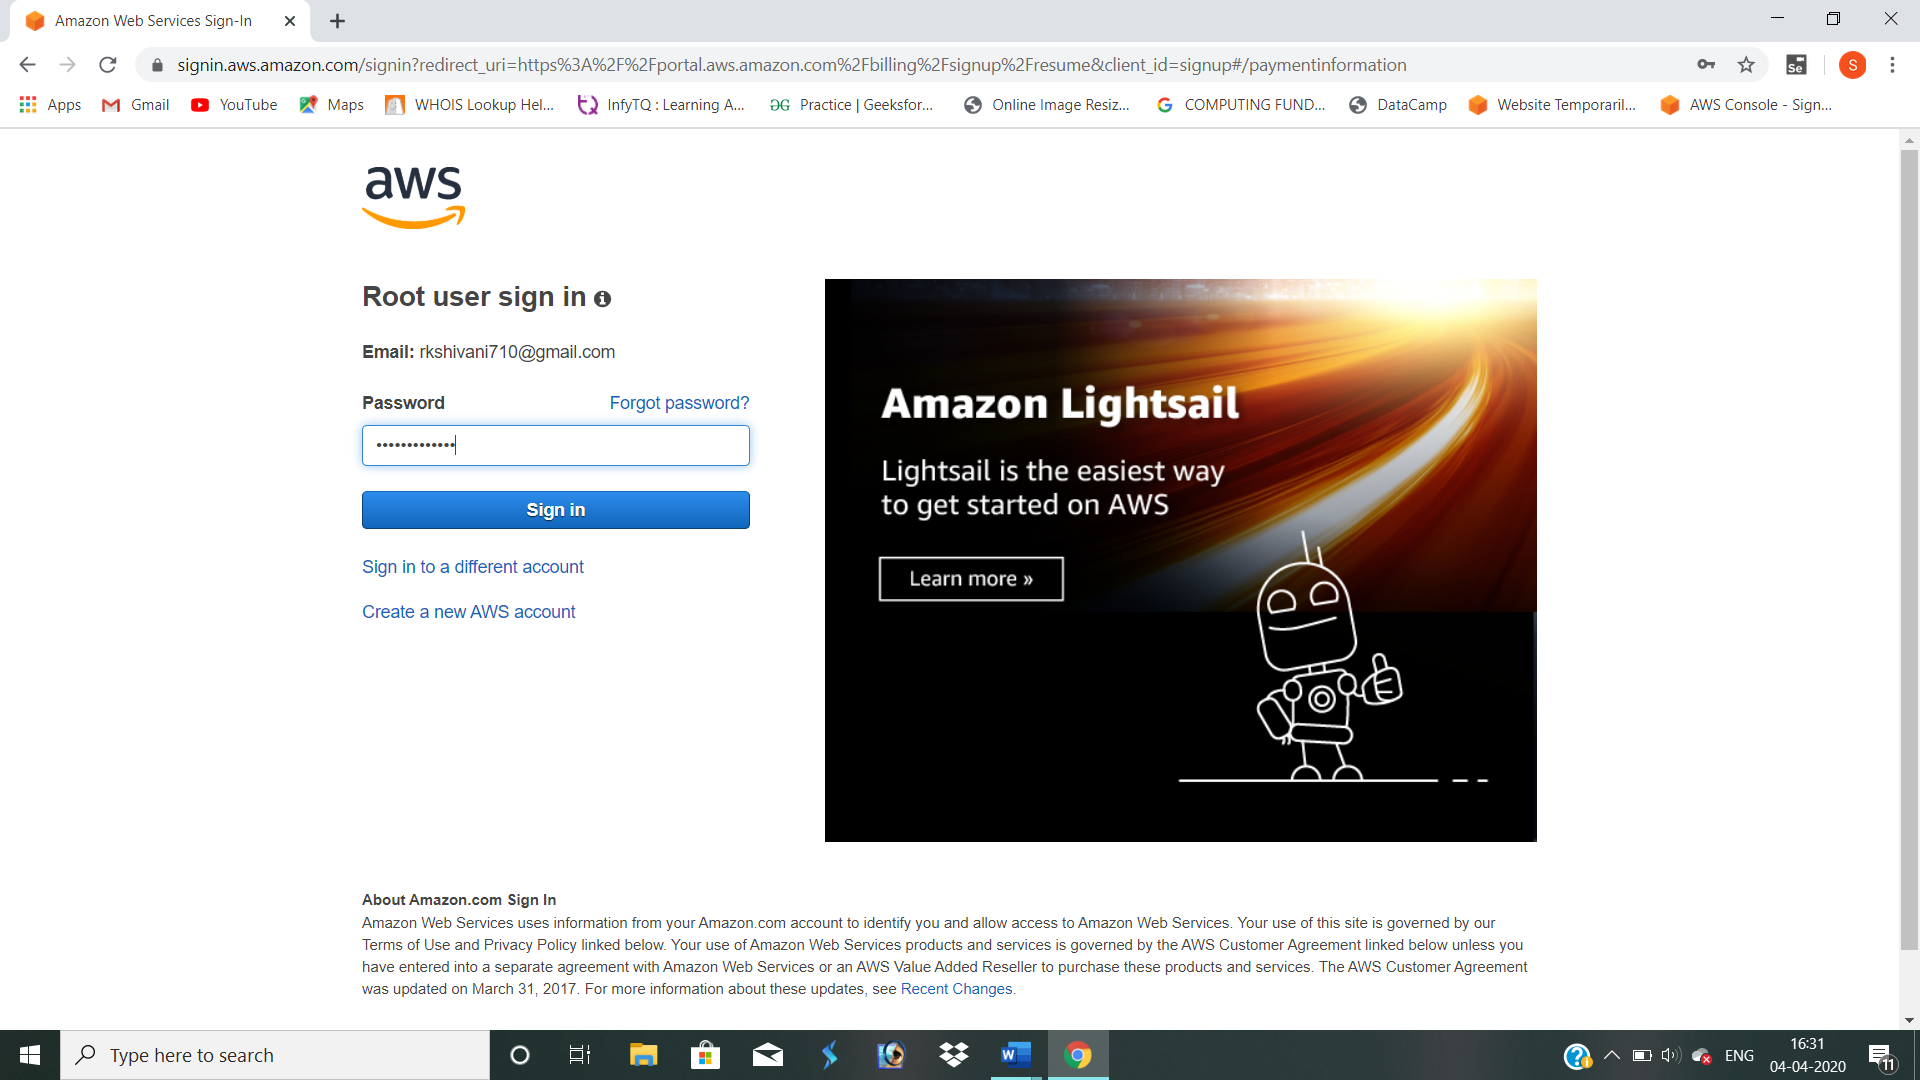 Amazon Web Services Sign-In
signin.aws.amazon.com/signin?redirect_uri=https%3A%2F%2Fportal.aws.amazon.com%2Fbilling%2Fsignup%2Fresume&client_id=signup#/paymentinformation
Se
S
Apps Gmail YouTube Maps WHOIS Lookup Hel... InfyTQ : Learning A... Practice | Geeksfor... Online Image Resiz... COMPUTING FUND... DataCamp Website Temporaril... AWS Console - Sign...
aws
Root user sign in
Email: rkshivani710@gmail.com
Password Forgot password?
Sign in
Sign in to a different account
Create a new AWS account
Amazon Lightsail
Lightsail is the easiest way
to get started on AWS
Learn more »
About Amazon.com Sign In
Amazon Web Services uses information from your Amazon.com account to identify you and allow access to Amazon Web Services. Your use of this site is governed by our
Terms of Use and Privacy Policy linked below. Your use of Amazon Web Services products and services is governed by the AWS Customer Agreement linked below unless you
have entered into a separate agreement with Amazon Web Services or an AWS Value Added Reseller to purchase these products and services. The AWS Customer Agreement
was updated on March 31, 2017. For more information about these updates, see Recent Changes.
Type here to search
ENG
16:31
04-04-2020
11